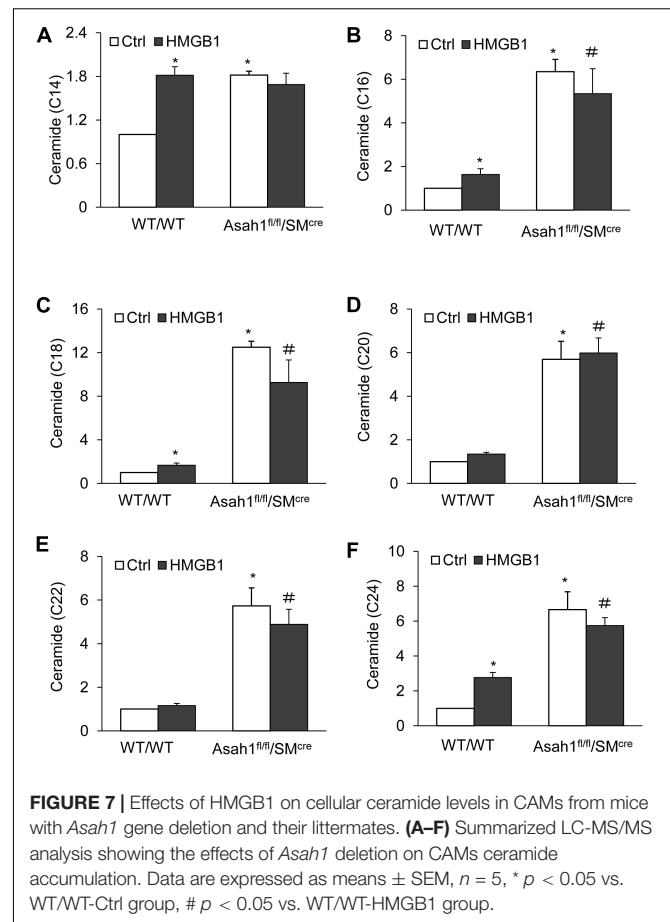 A
Ctrl HMGB1
Ceramide (C14)
1.4
1.8
1.2
0.6
0
*
*
WT/WT
Asah1fl/fl/SMcre
B
Ctrl HMGB1
Ceramide (C16)
8
6
4
2
0
*
*
#
WT/WT
Asah1fl/fl/SMcre
C
Ctrl HMGB1
Ceramide (C18)
16
12
8
4
0
*
*
#
WT/WT
Asah1fl/fl/SMcre
D
Ctrl HMGB1
Ceramide (C20)
8
6
4
2
0
*
#
WT/WT
Asah1fl/fl/SMcre
E
Ctrl HMGB1
Ceramide (C22)
8
6
4
2
0
*
#
WT/WT
Asah1fl/fl/SMcre
F
Ctrl HMGB1
Ceramide (C24)
10
8
6
4
2
0
*
*
#
WT/WT
Asah1fl/fl/SMcre
FIGURE 7 | Effects of HMGB1 on cellular ceramide levels in CAMs from mice
with Asah1 gene deletion and their littermates. (A–F) Summarized LC-MS/MS
analysis showing the effects of Asah1 deletion on CAMs ceramide
accumulation. Data are expressed as means ± SEM, n = 5, * p < 0.05 vs.
WT/WT-Ctrl group, # p < 0.05 vs. WT/WT-HMGB1 group.